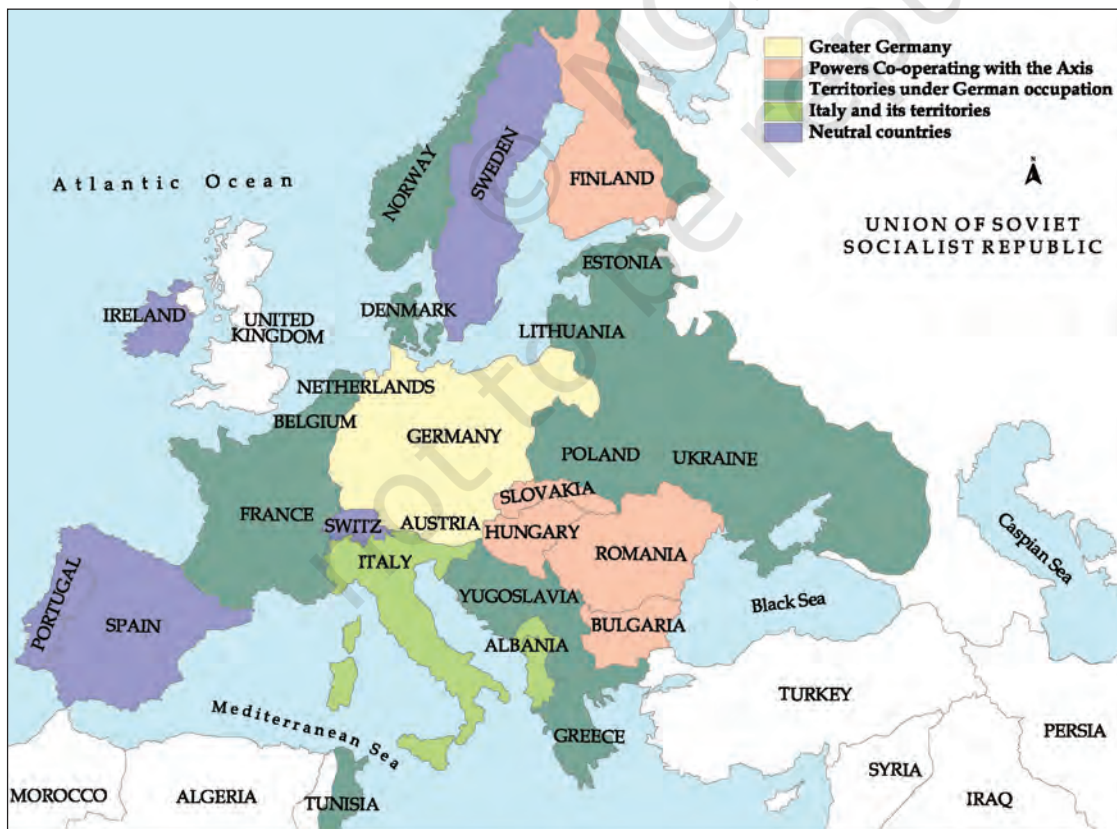 Greater Germany
Powers Co-operating with the Axis
Territories under German occupation
Italy and its territories
Neutral countries
N
Atlantic Ocean
NORWAY
SWEDEN
FINLAND
UNION OF SOVIET
SOCIALIST REPUBLIC
ESTONIA
IRELAND
UNITED
KINGDOM
DENMARK
LITHUANIA
NETHERLANDS
BELGIUM
GERMANY
POLAND
UKRAINE
SLOVAKIA
FRANCE
SWITZ
AUSTRIA
HUNGARY
ROMANIA
Caspian Sea
ITALY
PORTUGAL
SPAIN
YUGOSLAVIA
Black Sea
BULGARIA
ALBANIA
Mediterranean Sea
GREECE
TURKEY
PERSIA
SYRIA
IRAQ
MOROCCO
ALGERIA
TUNISIA
not to be